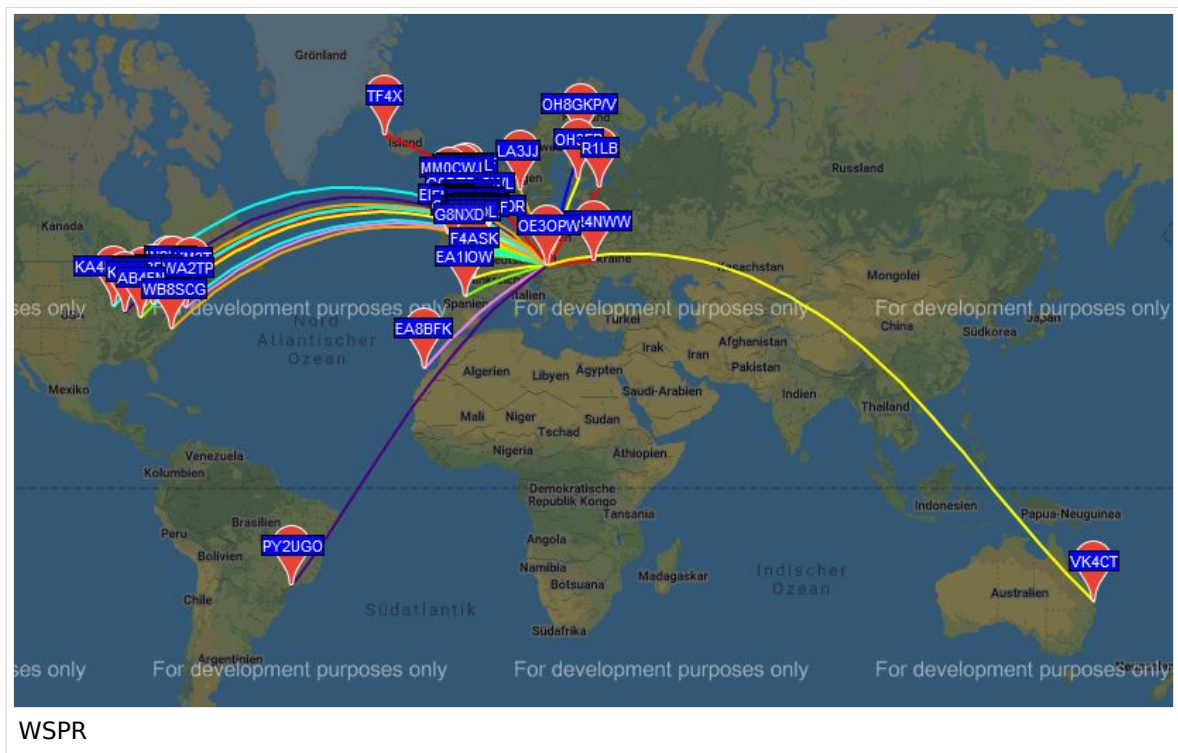 Grönland
TF4X
Island
OH8GKP/V
LA3JJ
R1LB
Russland
MM0CWJ
Kanada
G8NXD
OE3OPW
F4ASK
EA1IOW
WA2TP
WB8SCG
Kasachstan
Mongolei
Spanien
Italien
Türkei
China
Südkorea
Japan
For development purposes only
For development purposes only
For development purposes only
Nord
Atlantischer
Ozean
EA8BFK
Irak
Iran
Afghanistan
Pakistan
Algerien
Libyen
Ägypten
Saudi-Arabien
Indien
Mexiko
Mali
Niger
Sudan
Tschad
Thailand
Nigeria
Äthiopien
Venezuela
Kolumbien
Demokratische
Republik Kongo
Tansania
Indonesien
Papua-Neuguinea
Brasilien
Peru
Bolivien
PY2UGO
Angola
Namibia
Botsuana
Madagaskar
Indischer
Ozean
VK4CT
Australien
Chile
Südatlantik
Südafrika
Argentinien
ses only
For development purposes only
For development purposes only
For development purposes only
WSPR